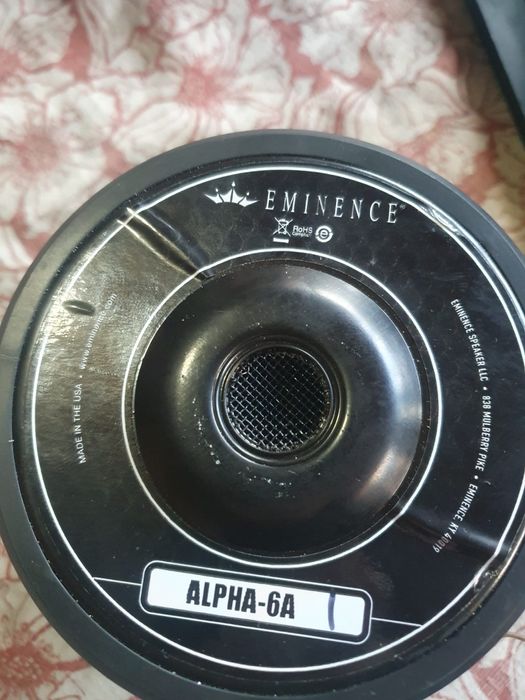 EMINENCE®
RoHS
compliant
e
MADE IN THE USA • www.eminence.com
EMINENCE SPEAKER LLC • 838 MULBERRY PIKE • EMINENCE, KY 40019
ALPHA-6A